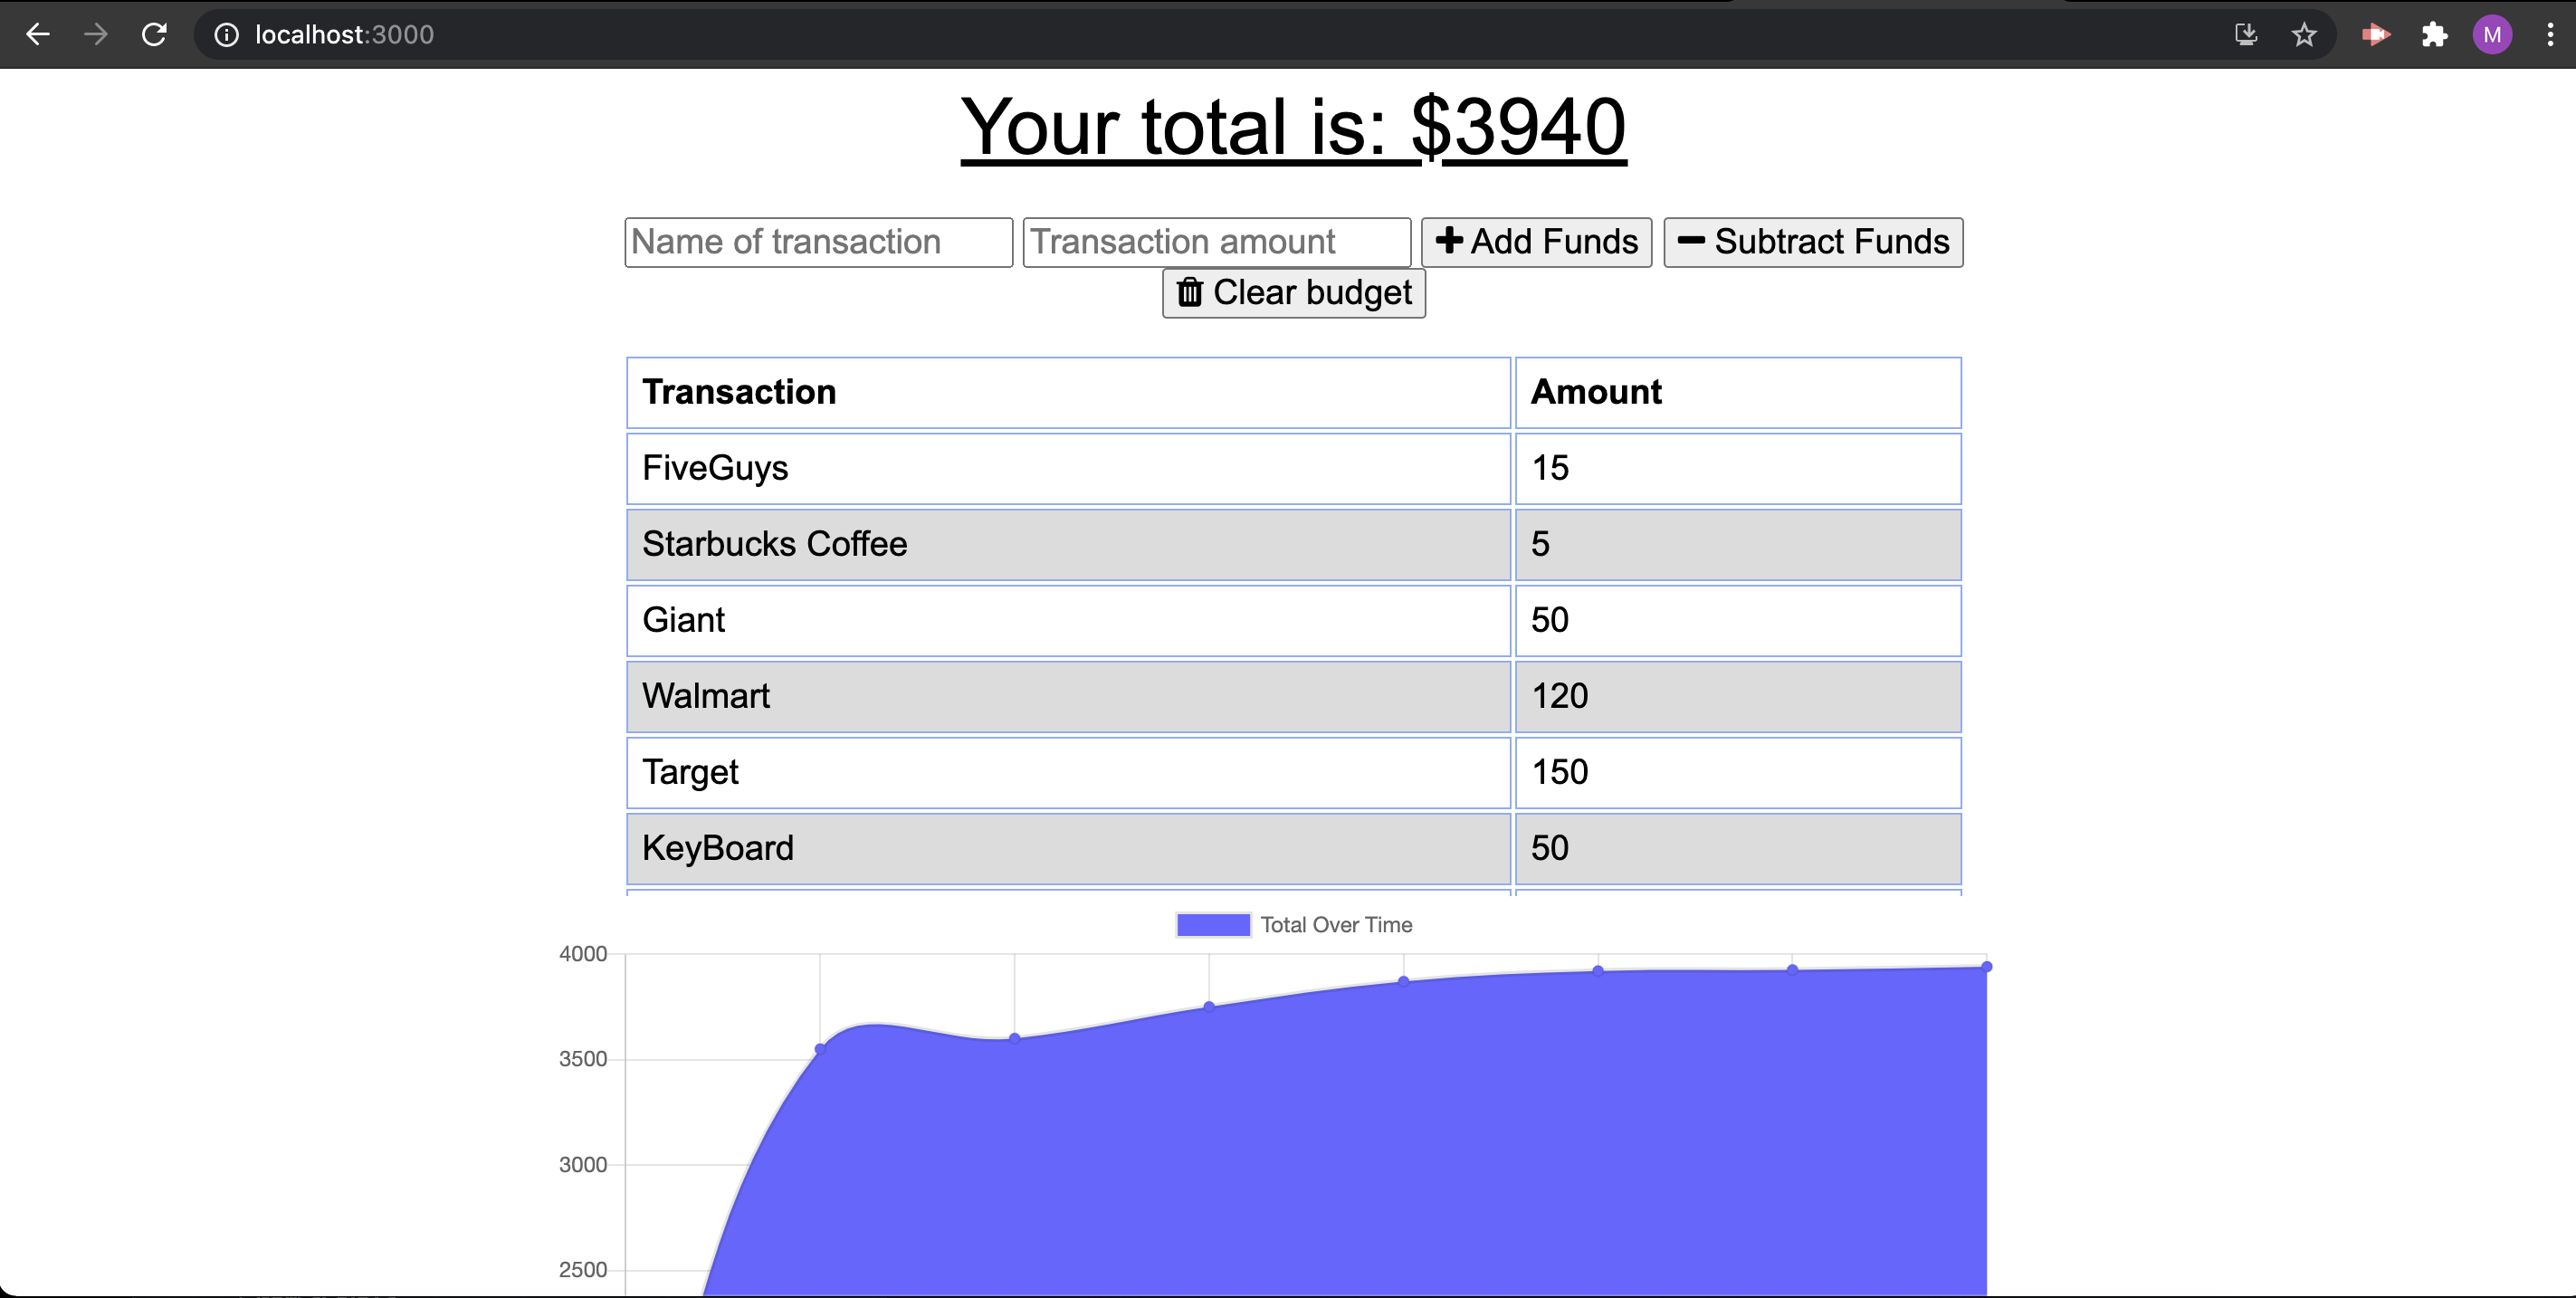 localhost:3000
M
Your total is: $3940
Name of transaction Transaction amount Add Funds Subtract Funds
Clear budget
Transaction Amount
FiveGuys 15
Starbucks Coffee 5
Giant 50
Walmart 120
Target 150
KeyBoard 50
Total Over Time
4000
3500
3000
2500